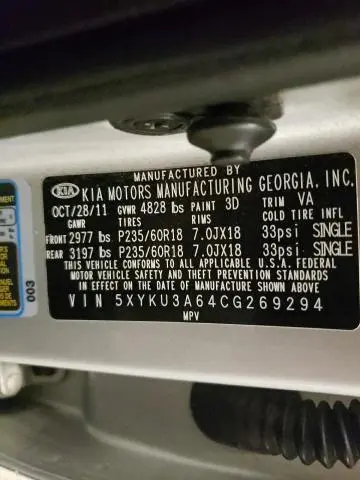 MANUFACTURED BY
KIA KIA MOTORS MANUFACTURING GEORGIA, INC.
OCT/28/11 GVWR 4828 lbs PAINT 3D TRIM VA
GAWR TIRES RIMS COLD TIRE INFL
FRONT 2977 lbs P235/60R18 7.0JX18 33psi SINGLE
REAR 3197 lbs P235/60R18 7.0JX18 33psi SINGLE
THIS VEHICLE CONFORMS TO ALL APPLICABLE U.S.A. FEDERAL
MOTOR VEHICLE SAFETY AND THEFT PREVENTION STANDARDS
IN EFFECT ON THE DATE OF MANUFACTURE SHOWN ABOVE
VIN 5XYKU3A64CG269294
MPV
003